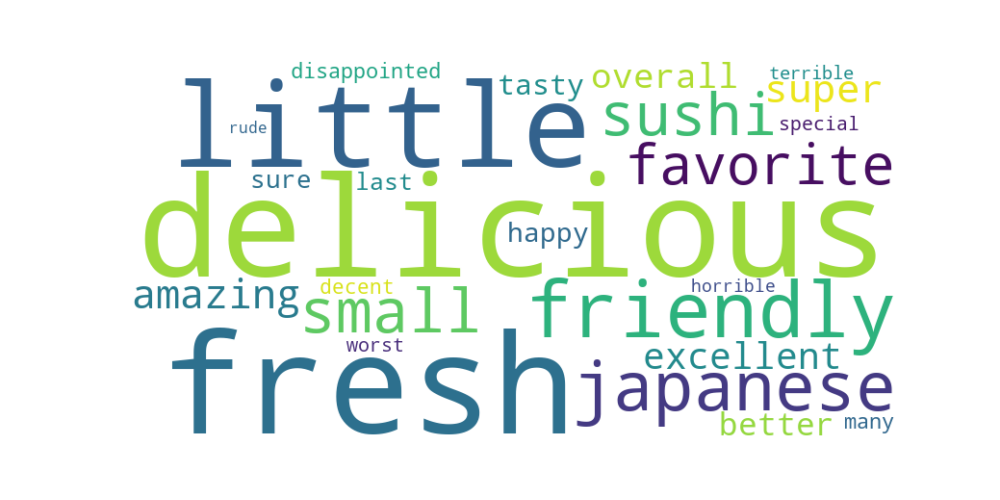 disappointed
little
tasty
overall
terrible
super
sushi
special
rude
favorite
sure
last
delicious
happy
amazing
decent
small
friendly
horrible
worst
fresh
excellent
japanese
better
many